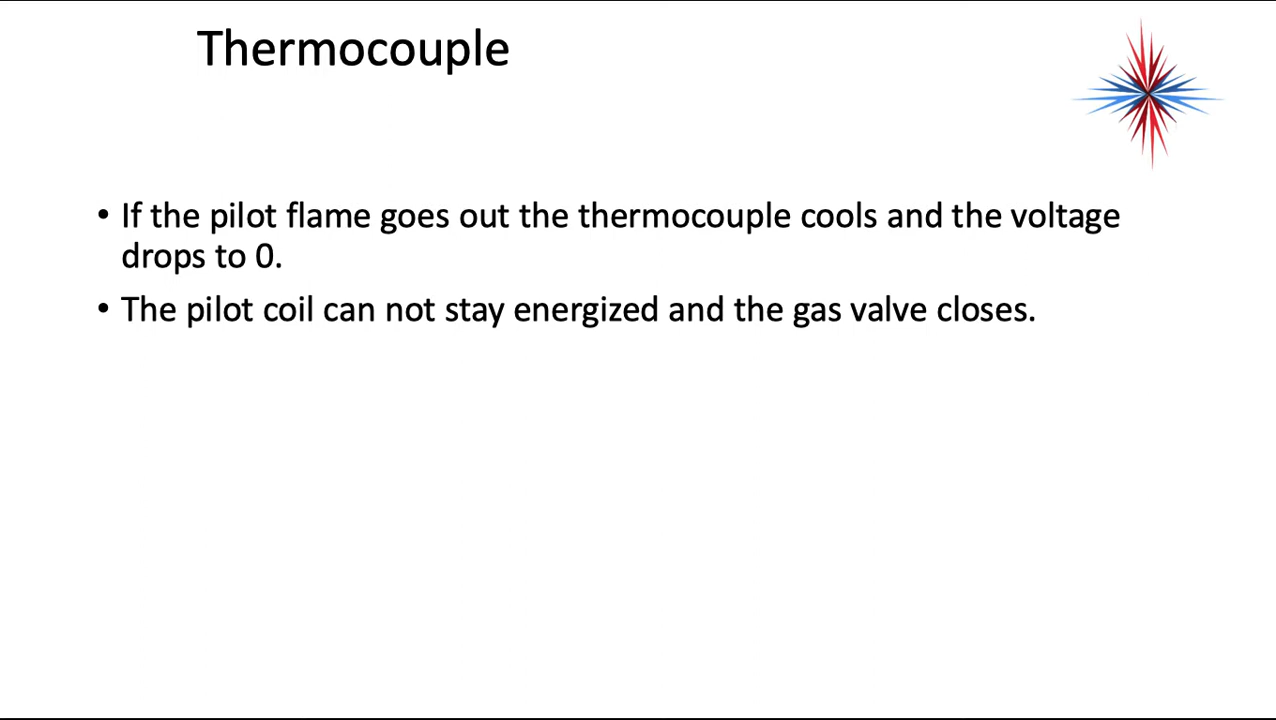 Thermocouple
• If the pilot flame goes out the thermocouple cools and the voltage
drops to 0.
• The pilot coil can not stay energized and the gas valve closes.